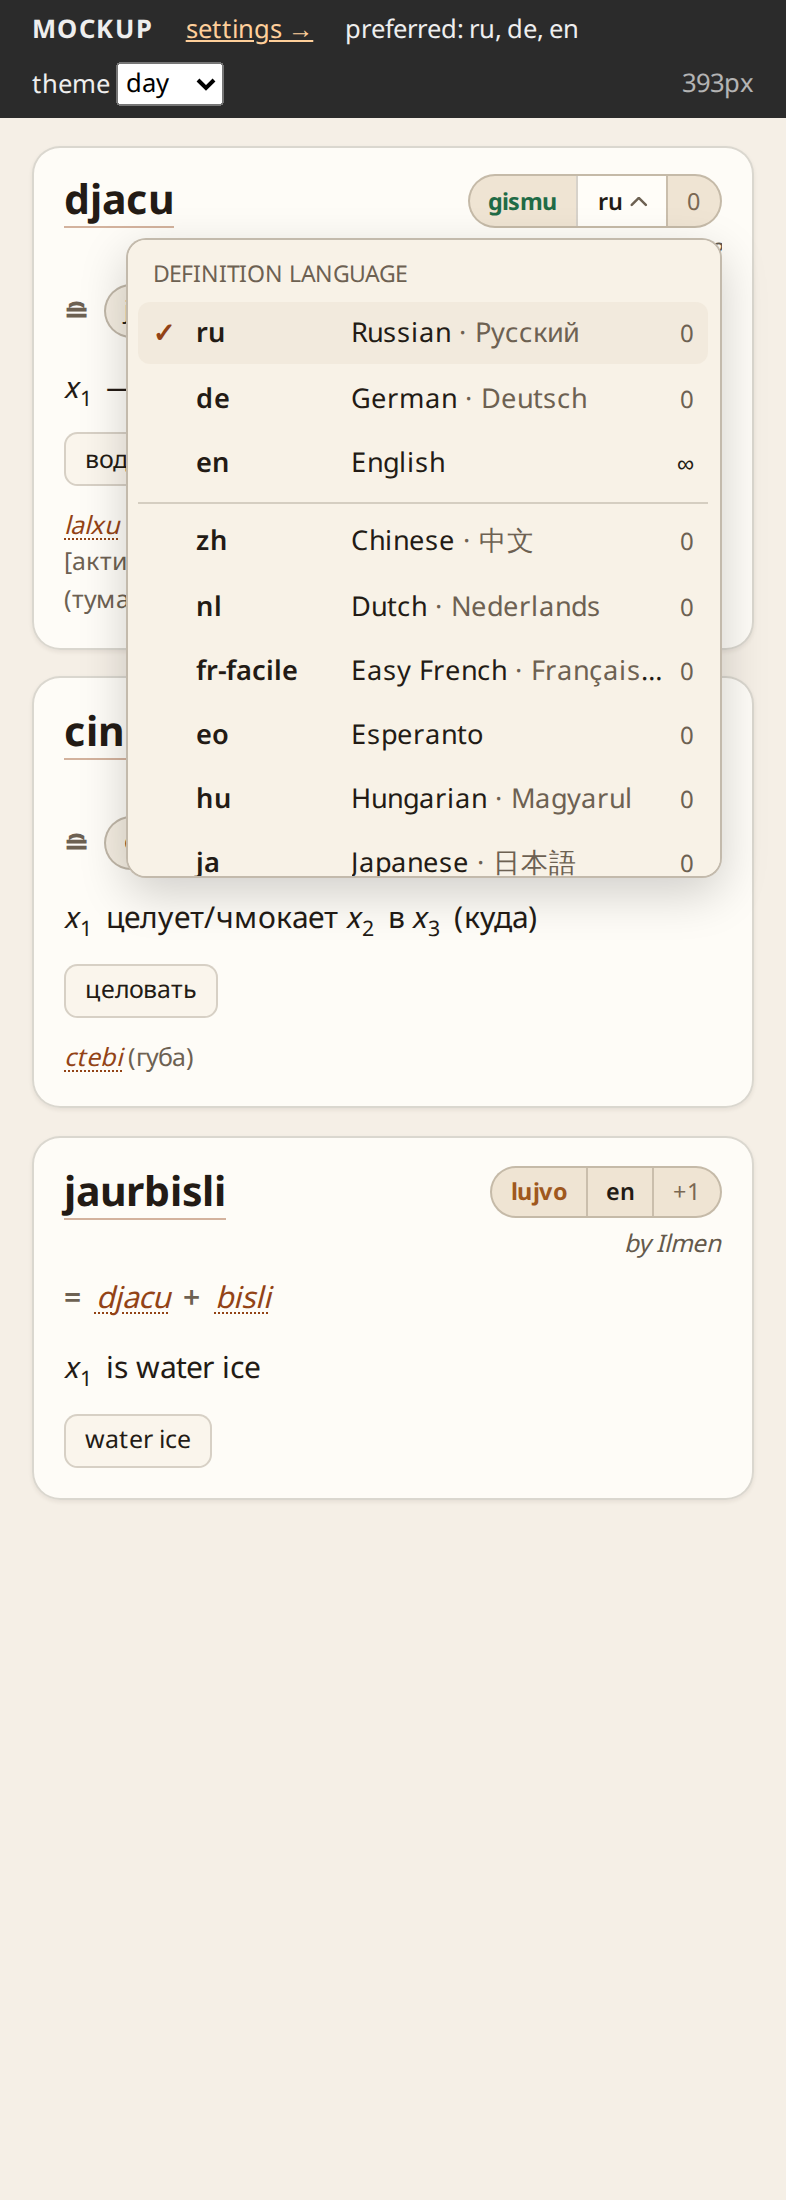 MOCKUP settings → preferred: ru, de, en
theme day 393px
djacu gismu ru 0
DEFINITION LANGUAGE
≘
✓ ru Russian · Русский 0
x1 —
de German · Deutsch 0
вод
en English ∞
lalxu
zh Chinese · 中文 0
[акти
(тума
nl Dutch · Nederlands 0
fr-facile Easy French · Français... 0
cin
eo Esperanto 0
hu Hungarian · Magyarul 0
≘
ja Japanese · 日本語 0
x1 целует/чмокает x2 в x3 (куда)
целовать
ctebi (губа)
jaurbisli lujvo en +1
by Ilmen
= djacu + bisli
x1 is water ice
water ice